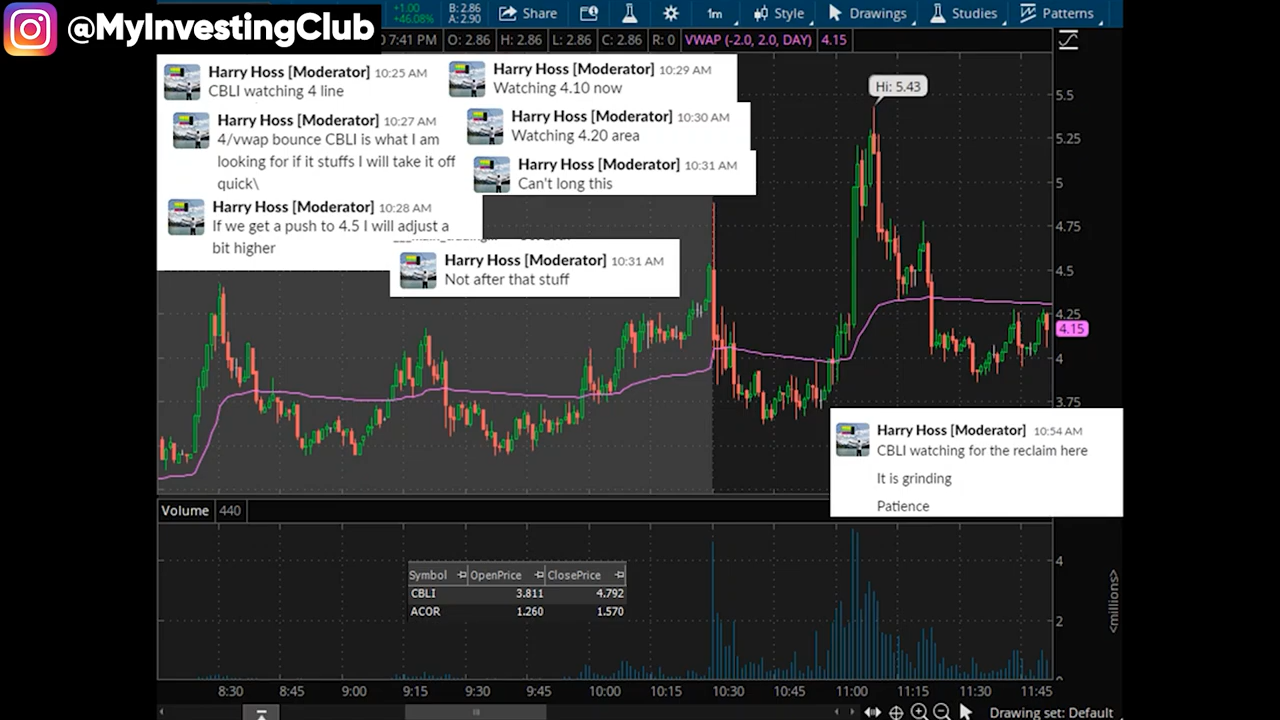 @MyInvestingClub
+1.00
+46.08%
B: 2.86
A: 2.90
Share
1m
Style
Drawings
Studies
Patterns
7:41 PM
O: 2.86
H: 2.86
L: 2.86
C: 2.86
R: 0
VWAP (-2.0, 2.0, DAY)
4.15
Harry Hoss [Moderator] 10:25 AM
CBLI watching 4 line
Harry Hoss [Moderator] 10:27 AM
4/vwap bounce CBLI is what I am
looking for if it stuffs I will take it off
quick\
Harry Hoss [Moderator] 10:28 AM
If we get a push to 4.5 I will adjust a
bit higher
Harry Hoss [Moderator] 10:29 AM
Watching 4.10 now
Harry Hoss [Moderator] 10:30 AM
Watching 4.20 area
Harry Hoss [Moderator] 10:31 AM
Can't long this
Harry Hoss [Moderator] 10:31 AM
Not after that stuff
Hi: 5.43
5.5
5.25
5
4.75
4.5
4.25
4.15
4
3.75
Harry Hoss [Moderator] 10:54 AM
CBLI watching for the reclaim here
It is grinding
Patience
Volume
440
Symbol OpenPrice ClosePrice
CBLI 3.811 4.792
ACOR 1.260 1.570
4
2
<millions>
8:30 8:45 9:00 9:15 9:30 9:45 10:00 10:15 10:30 10:45 11:00 11:15 11:30 11:45
Drawing set: Default